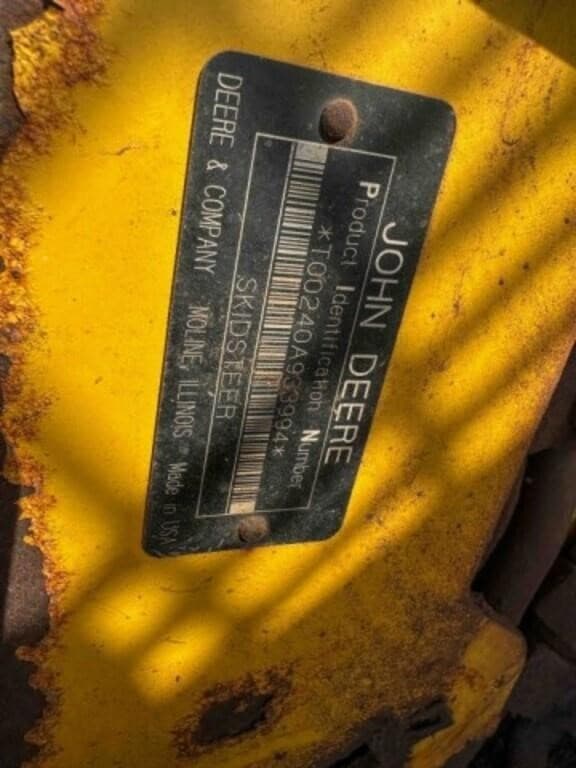 JOHN DEERE
Product Identification Number
*T00240A933994*
SKIDSTEER
DEERE & COMPANY MOLINE, ILLINOIS Made in USA